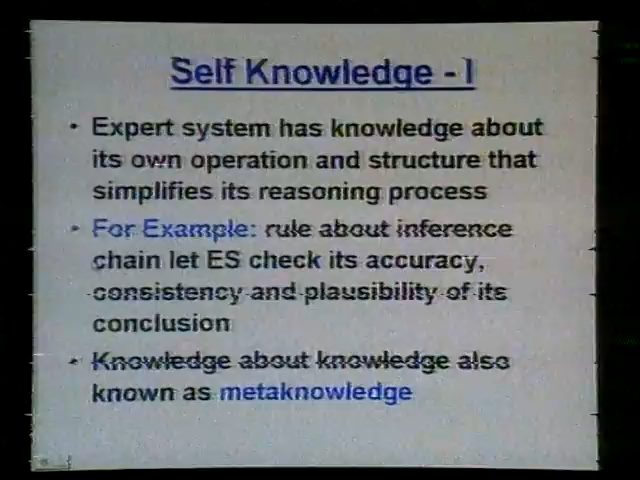 Self Knowledge - I
• Expert system has knowledge about
its own operation and structure that
simplifies its reasoning process
• For Example: rule about inference
chain let ES check its accuracy,
consistency and plausibility of its
conclusion
• Knowledge about knowledge also
known as metaknowledge